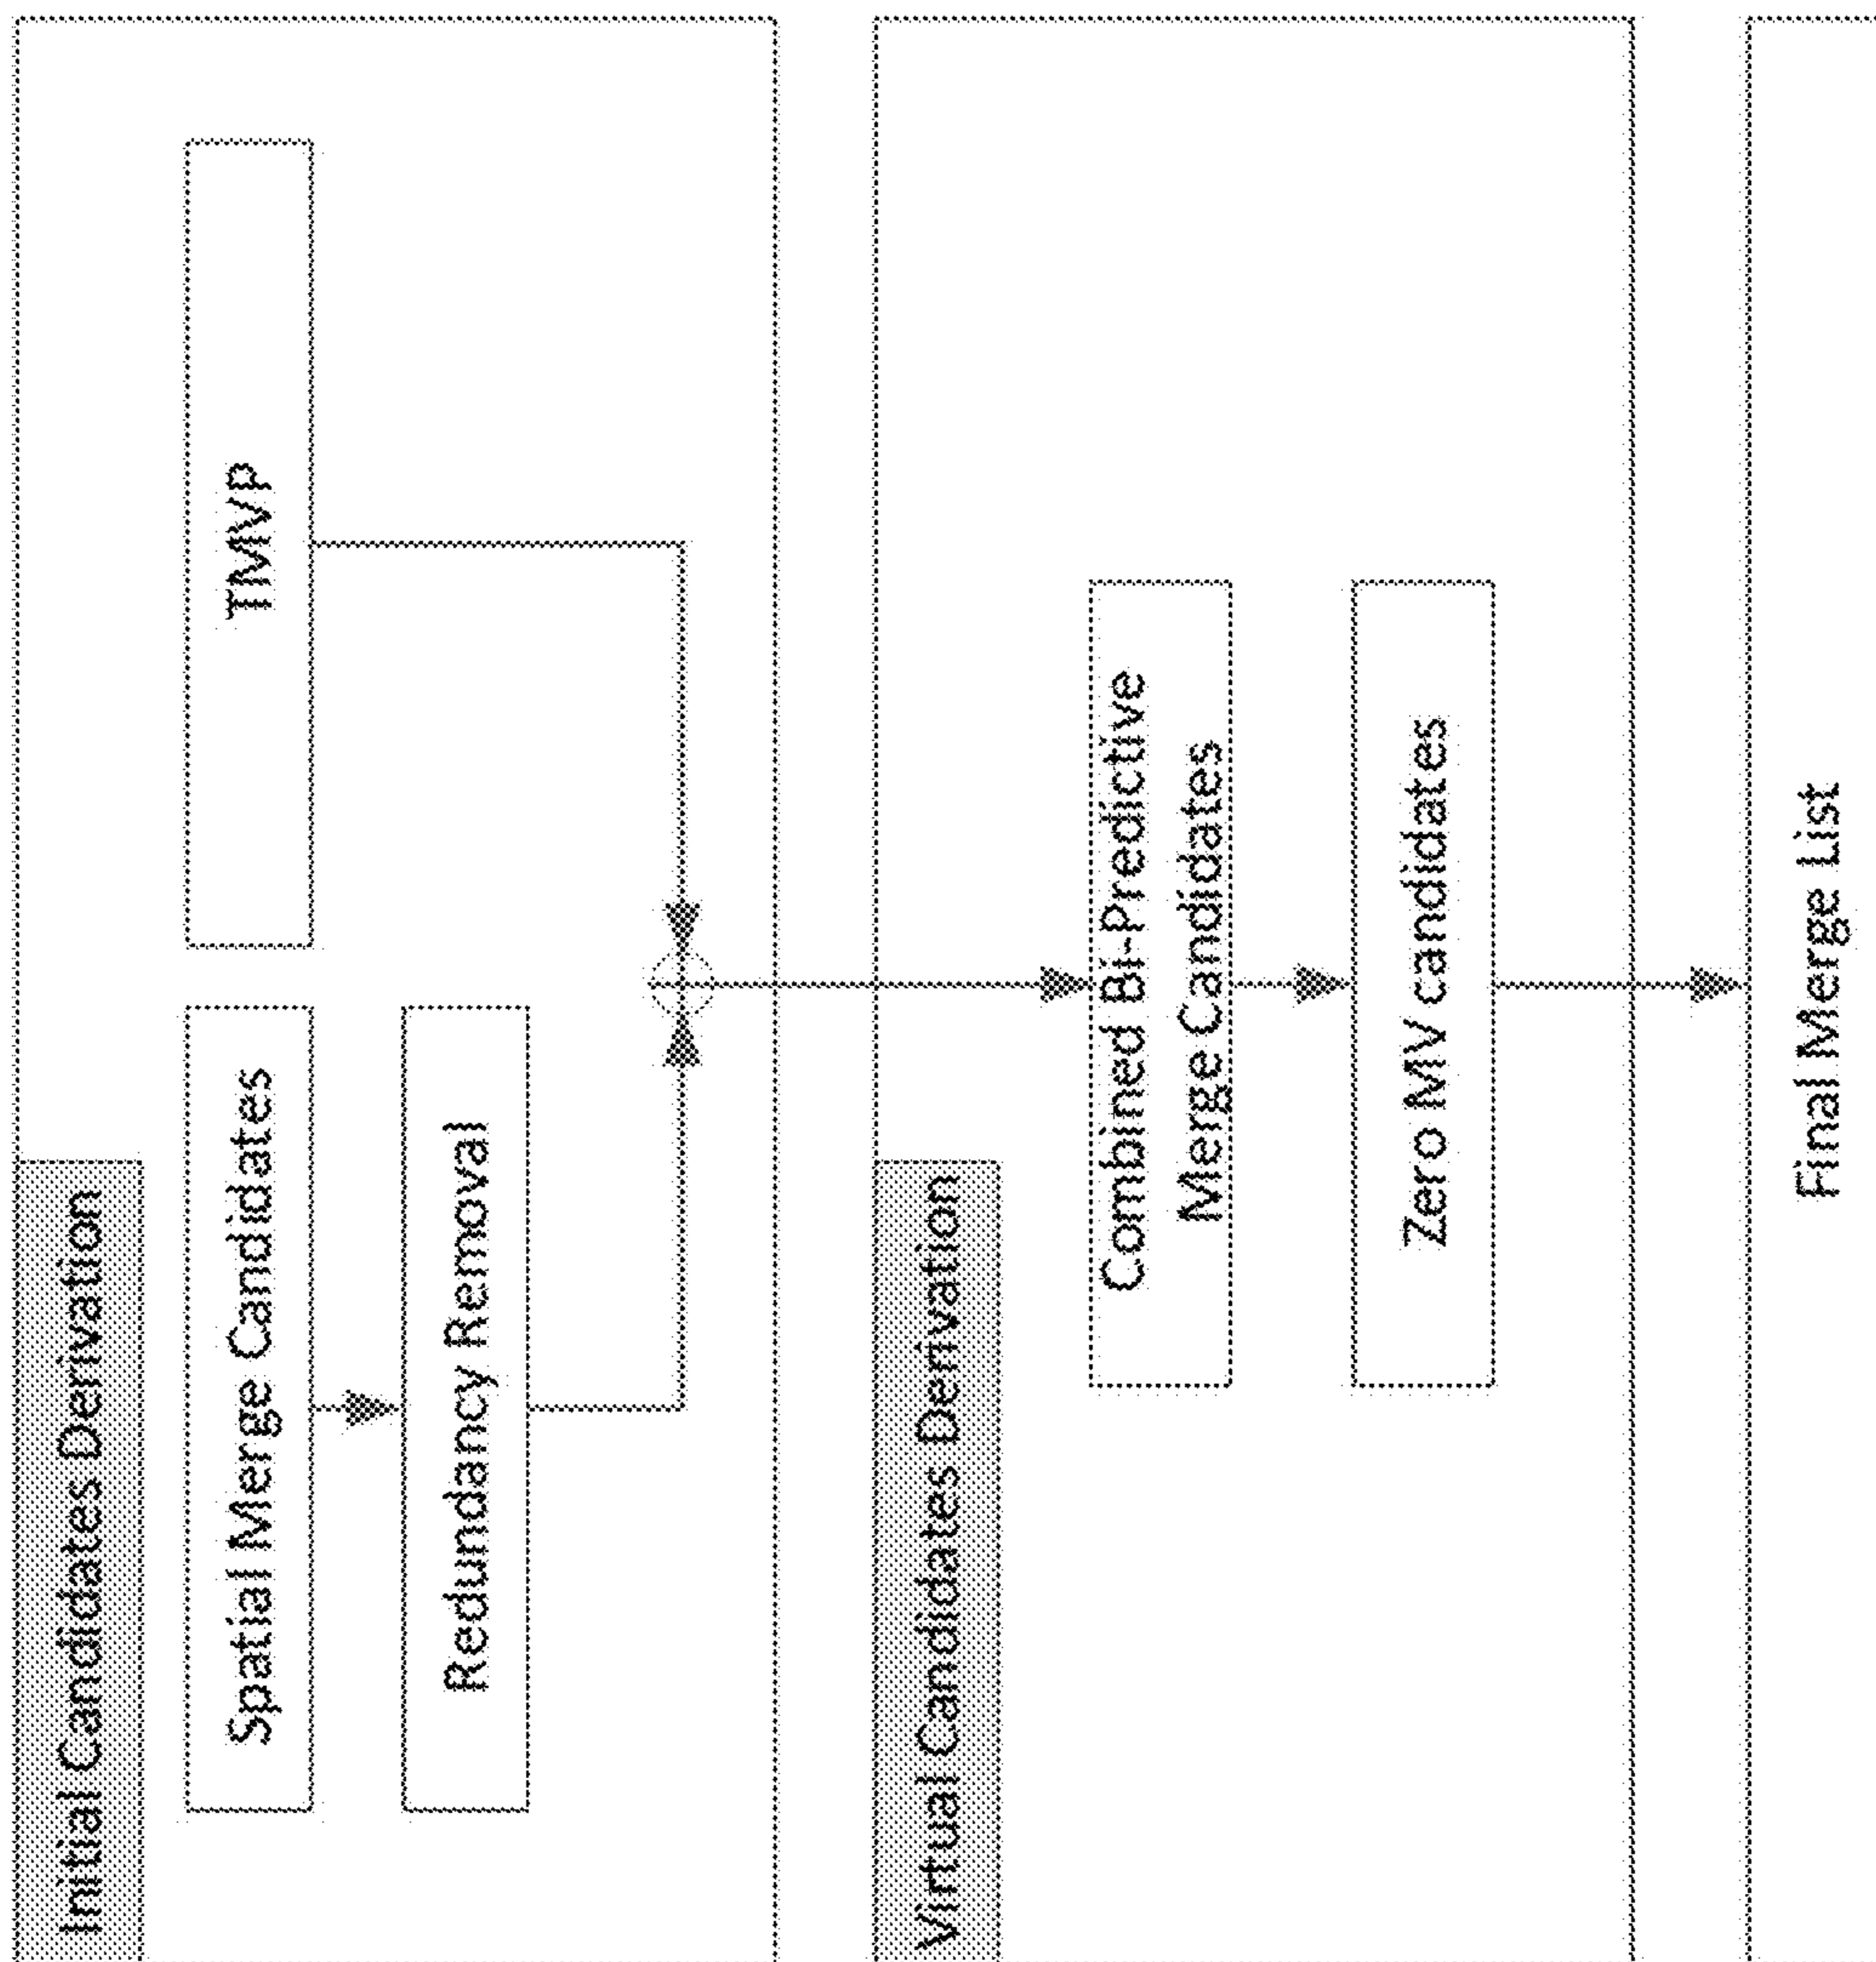 Initial Candidates Derivation
Spatial Merge Candidates
TMVP
Redundancy Removal
Virtual Candidates Derivation
Combined Bi-Predictive
Merge Candidates
Zero MV candidates
Final Merge List